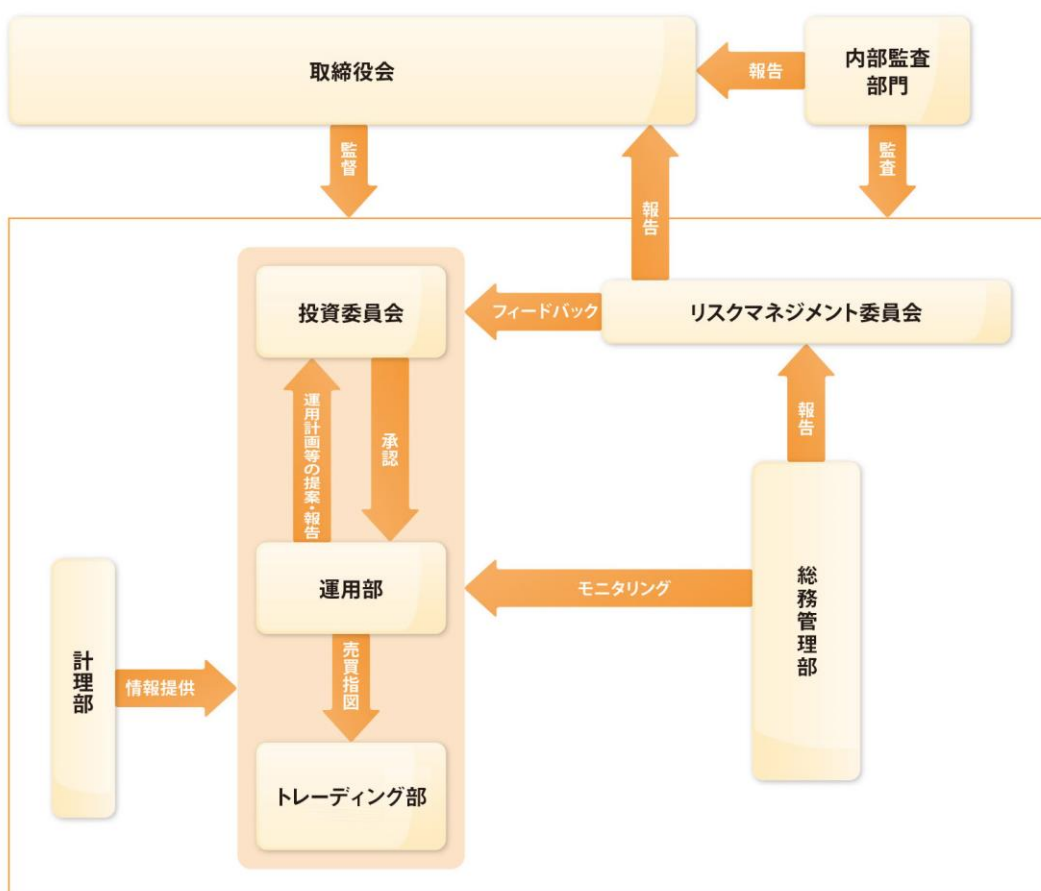 取締役会
報告
内部監査
部門
監督
監査
報告
投資委員会
フィードバック
リスクマネジメント委員会
運用計画等の提案・報告
承認
報告
運用部
モニタリング
総務管理部
計理部
情報提供
売買指図
トレーディング部